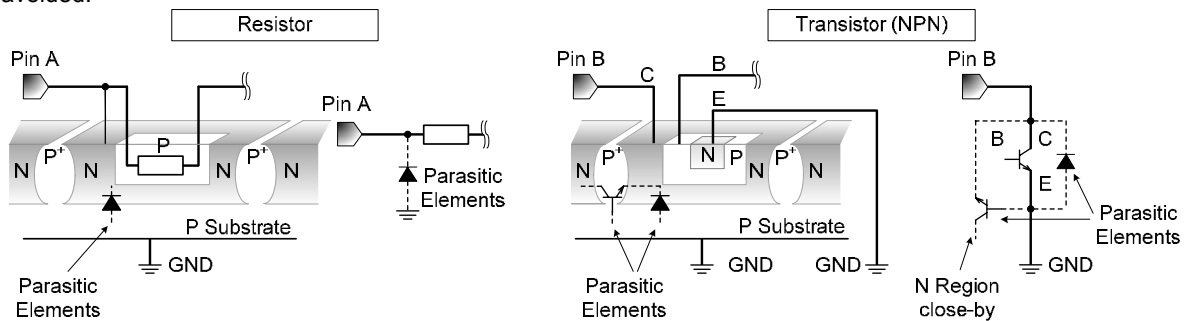 avoided.
Resistor
Transistor (NPN)
Pin A
Pin A
N
P+
N
P
P+
N
N
Parasitic
Elements
P Substrate
GND
Parasitic
Elements
Pin B
C
B
E
N
P+
N
N
P
P+
N
N
P Substrate
GND
GND
Parasitic
Elements
Pin B
B
C
E
Parasitic
Elements
GND
N Region
close-by